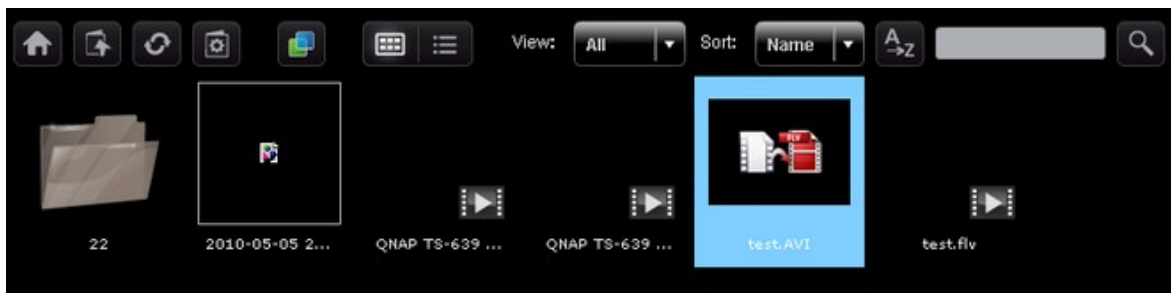 View: All Sort: Name A→Z
FLV
22 2010-05-05 2... QNAP TS-639 ... QNAP TS-639 ... test.AVI test.flv